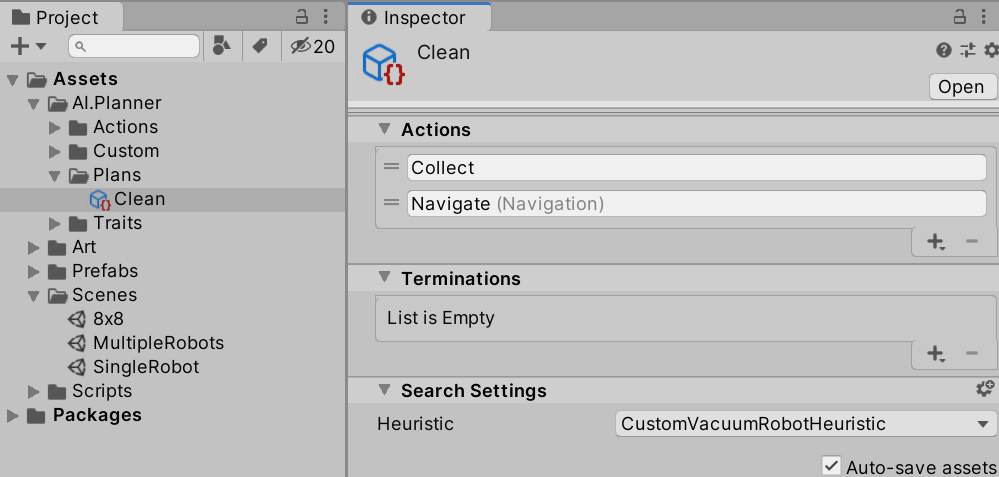 Project
20
Assets
AI.Planner
Actions
Custom
Plans
Clean
Traits
Art
Prefabs
Scenes
8x8
MultipleRobots
SingleRobot
Scripts
Packages
Inspector
Clean
Open
Actions
Collect
Navigate (Navigation)
Terminations
List is Empty
Search Settings
Heuristic CustomVacuumRobotHeuristic
Auto-save assets